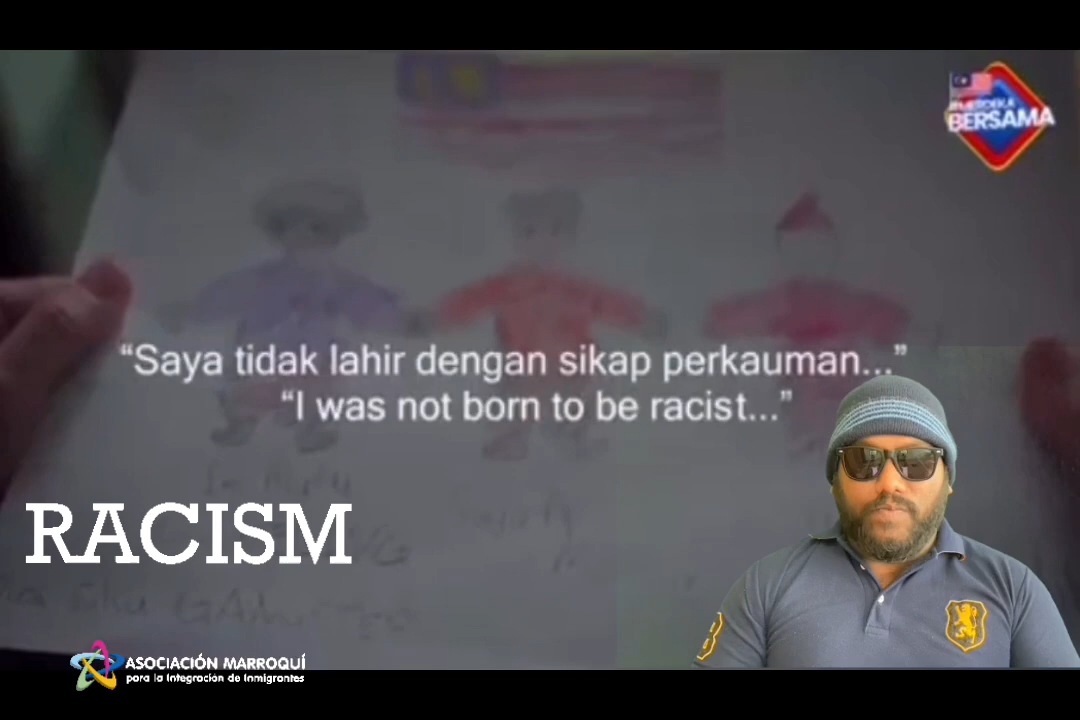 #MERDEKA
BERSAMA
“Saya tidak lahir dengan sikap perkauman...”
“I was not born to be racist...”
RACISM
ASOCIACIÓN MARROQUÍ
para la Integración de Inmigrantes